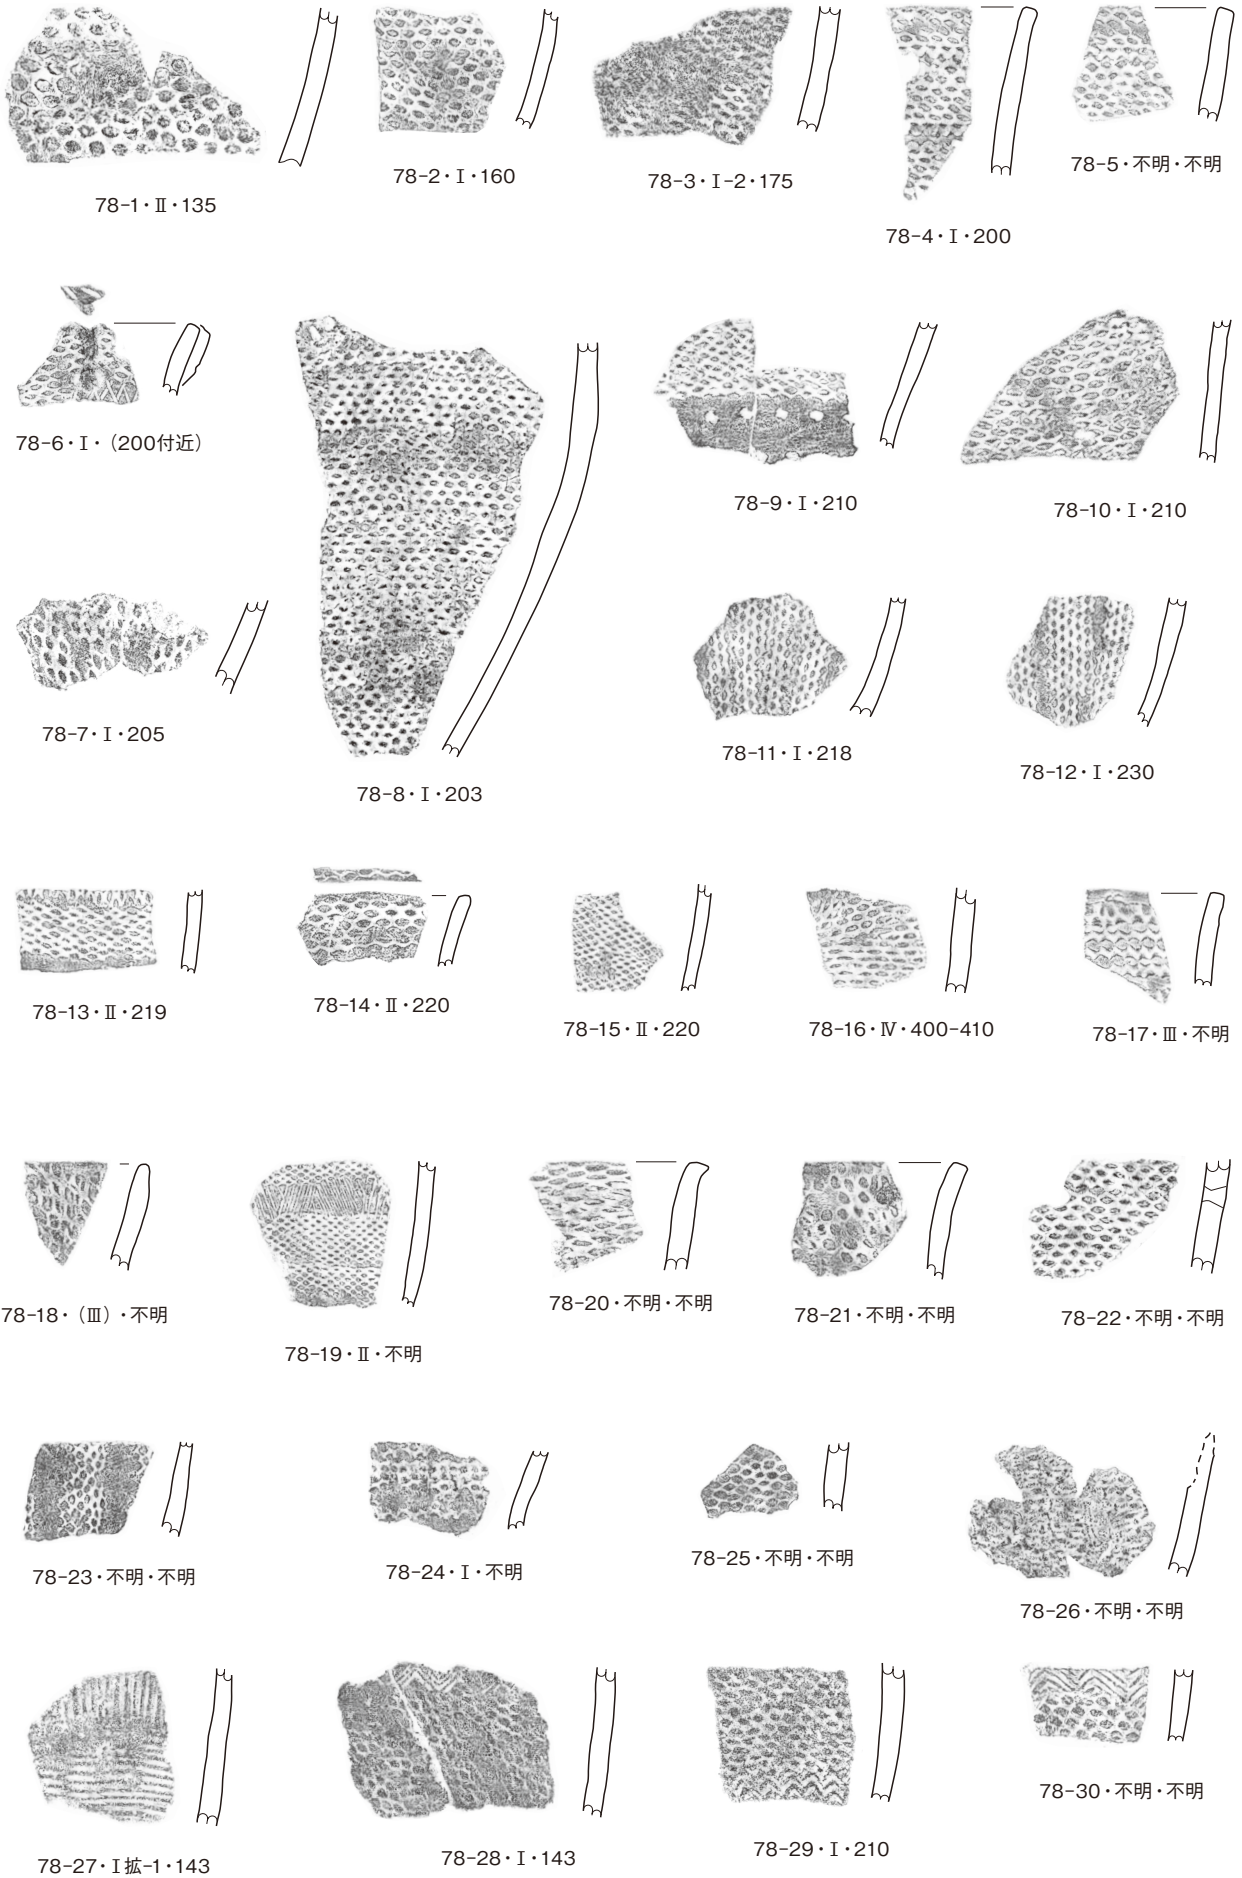 78-1・Ⅱ・135
78-2・Ⅰ・160
78-3・Ⅰ-2・175
78-4・Ⅰ・200
78-5・不明・不明
78-6・Ⅰ・(200付近)
78-7・Ⅰ・205
78-8・Ⅰ・203
78-9・Ⅰ・210
78-10・Ⅰ・210
78-11・Ⅰ・218
78-12・Ⅰ・230
78-13・Ⅱ・219
78-14・Ⅱ・220
78-15・Ⅱ・220
78-16・Ⅳ・400-410
78-17・Ⅲ・不明
78-18・(Ⅲ)・不明
78-19・Ⅱ・不明
78-20・不明・不明
78-21・不明・不明
78-22・不明・不明
78-23・不明・不明
78-24・Ⅰ・不明
78-25・不明・不明
78-26・不明・不明
78-27・Ⅰ拡-1・143
78-28・Ⅰ・143
78-29・Ⅰ・210
78-30・不明・不明